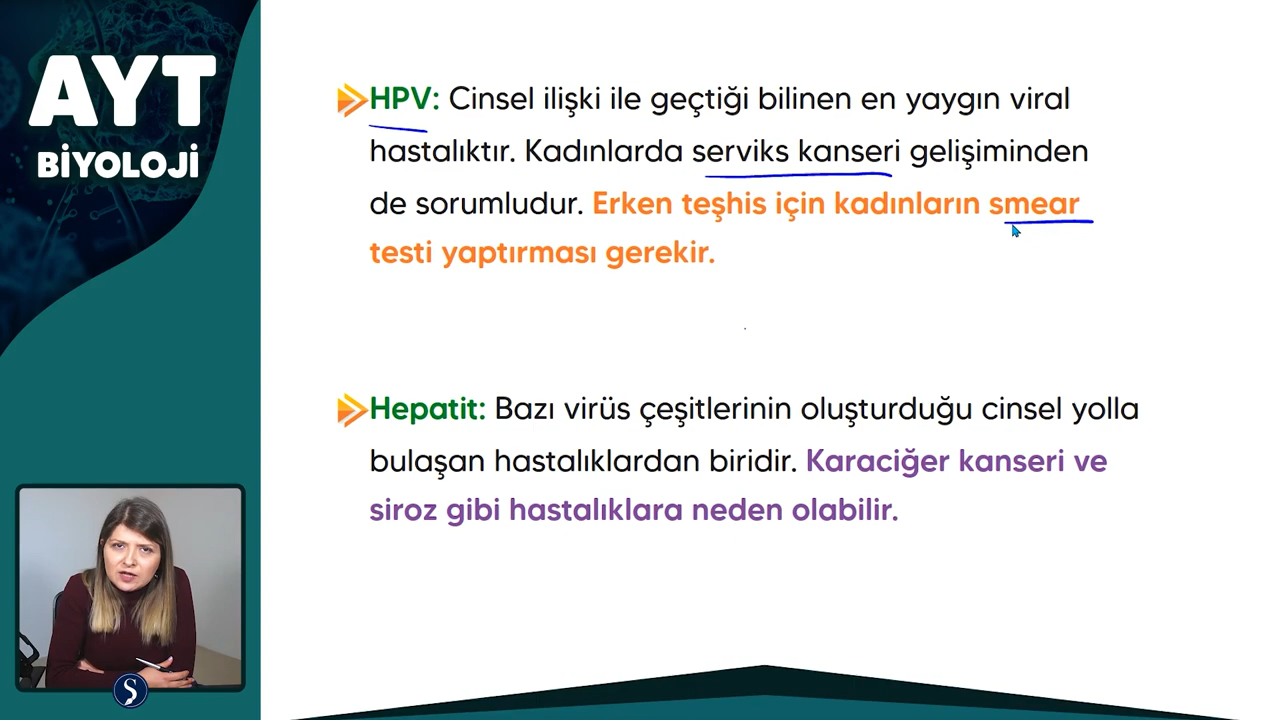 AYT
BİYOLOJİ
HPV: Cinsel ilişki ile geçtiği bilinen en yaygın viral
hastalıktır. Kadınlarda serviks kanseri gelişiminden
de sorumludur. Erken teşhis için kadınların smear
testi yaptırması gerekir.
Hepatit: Bazı virüs çeşitlerinin oluşturduğu cinsel yolla
bulaşan hastalıklardan biridir. Karaciğer kanseri ve
siroz gibi hastalıklara neden olabilir.
Ş